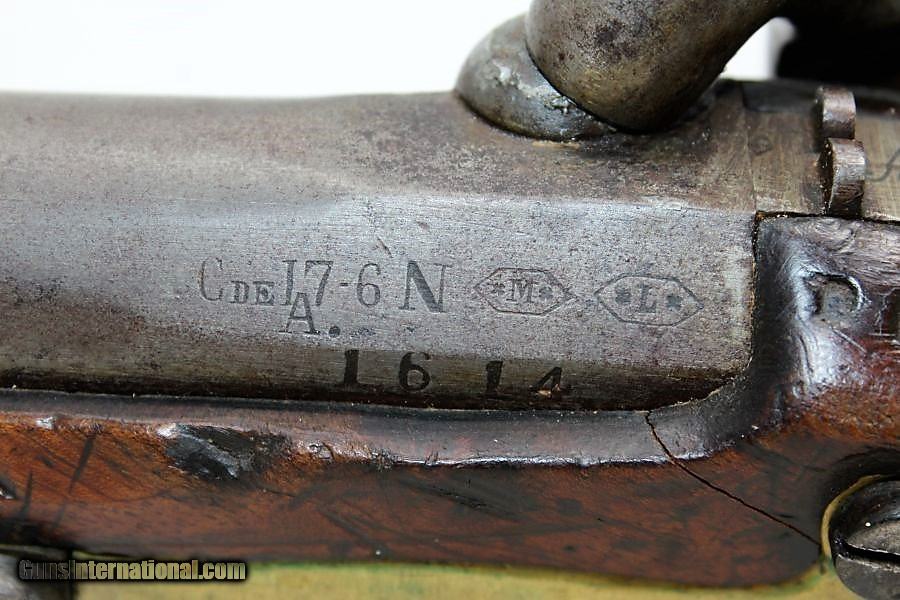 C DE 17-6 N *M* *L*
A.
1614
GunsInternational.com